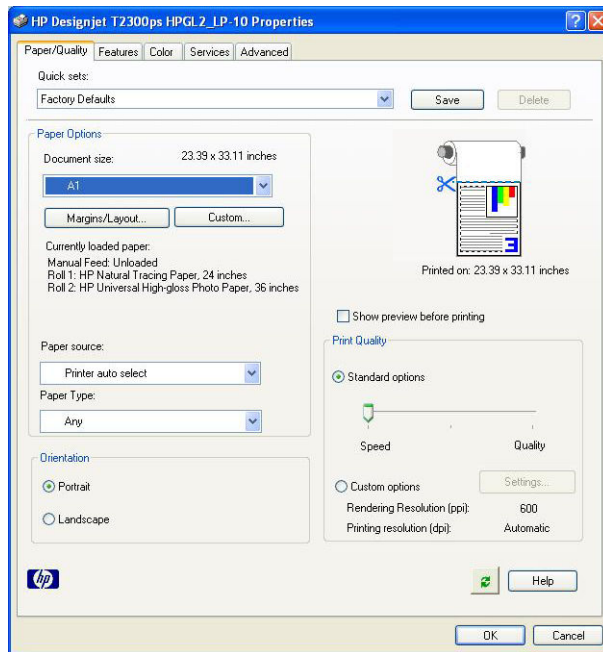 HP Designjet T2300ps HPGL2_LP-10 Properties
Paper/Quality Features Color Services Advanced
Quick sets:
Factory Defaults
Save
Delete
Paper Options
Document size: 23.39 x 33.11 inches
A1
Margins/Layout... Custom...
Currently loaded paper:
Manual Feed: Unloaded
Roll 1: HP Natural Tracing Paper, 24 inches
Roll 2: HP Universal High-gloss Photo Paper, 36 inches
Paper source:
Printer auto select
Paper Type:
Any
Orientation
Portrait
Landscape
3
Printed on: 23.39 x 33.11 inches
Show preview before printing
Print Quality
Standard options
Speed Quality
Custom options Settings...
Rendering Resolution (ppi): 600
Printing resolution (dpi): Automatic
hp
Help
OK Cancel